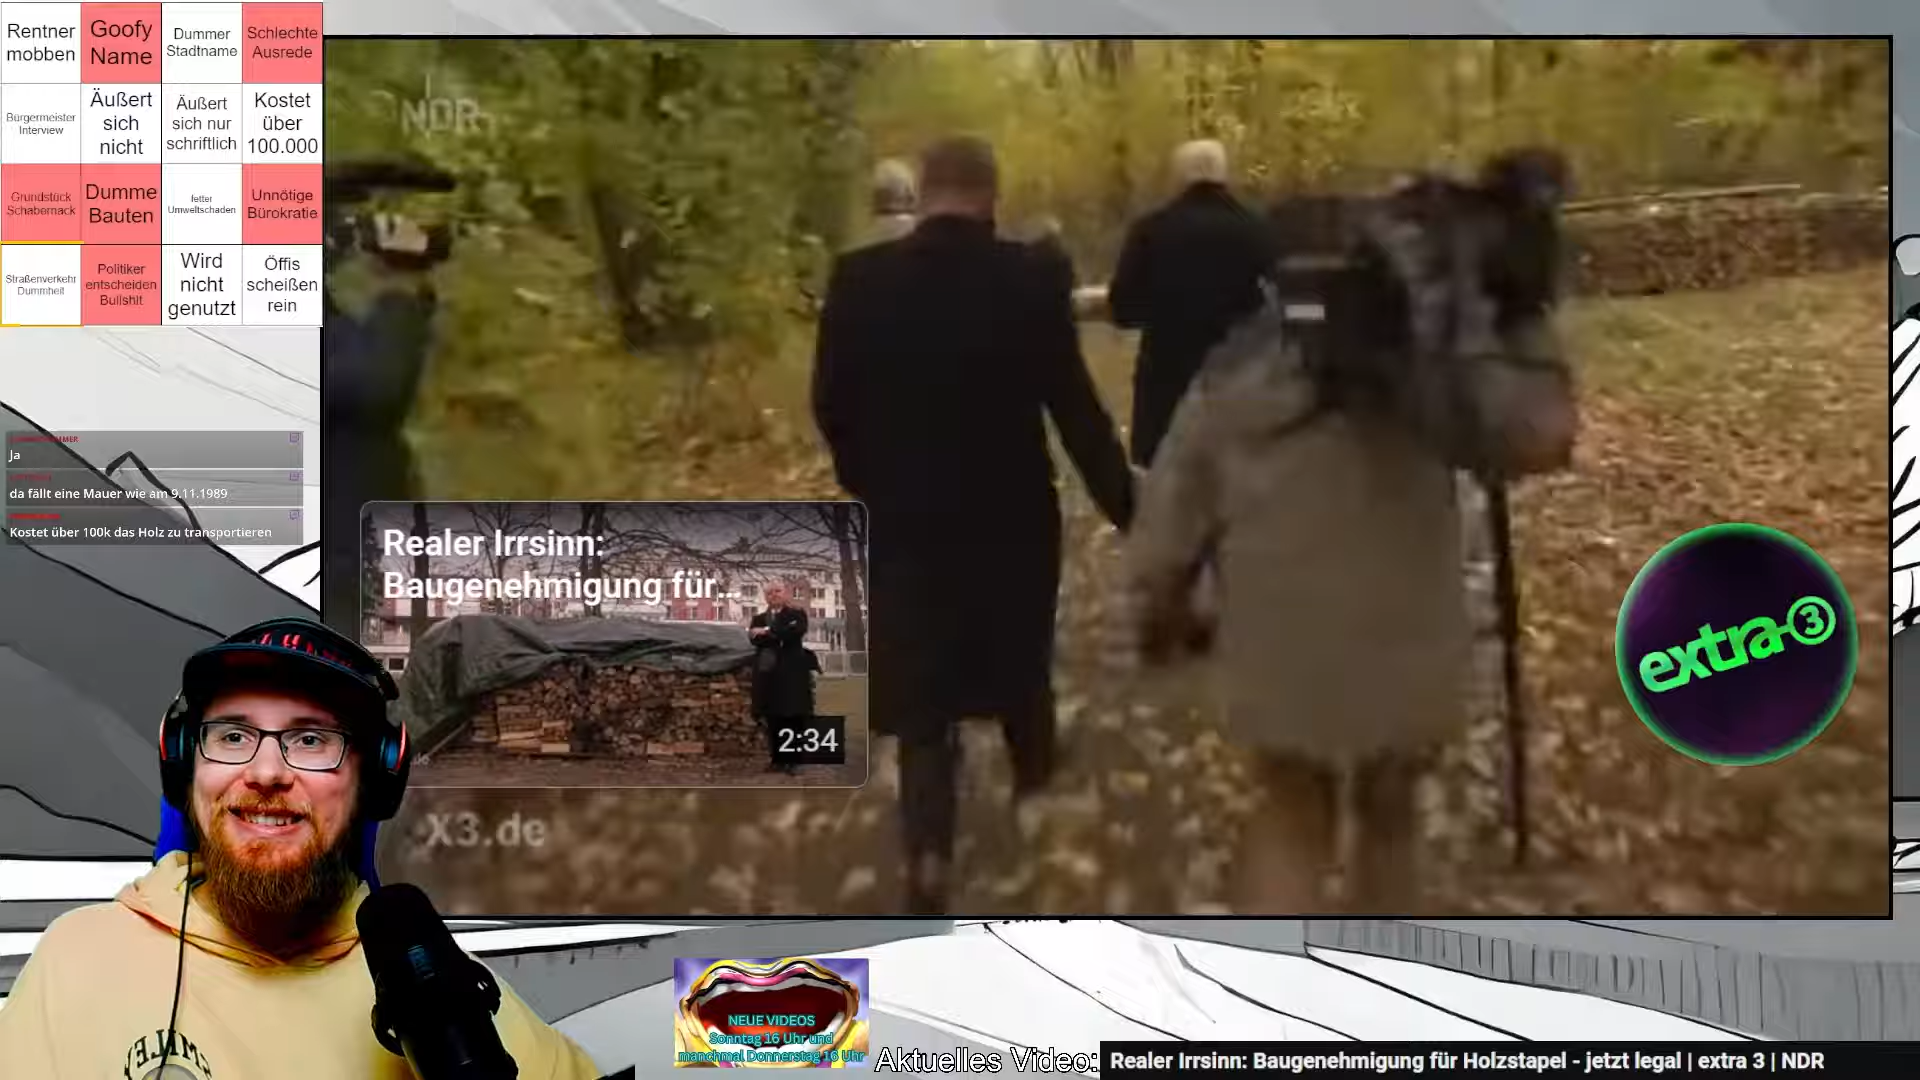 Rentner
mobben
Goofy
Name
Dummer
Stadtname
Schlechte
Ausrede
Bürgermeister
Interview
Äußert
sich
nicht
Äußert
sich nur
schriftlich
Kostet
über
100.000
Grundstück
Schabernack
Dumme
Bauten
fetter
Umweltschaden
Unnötige
Bürokratie
Straßenverkehr
Dummheit
Politiker
entscheiden
Bullshit
Wird
nicht
genutzt
Öffis
scheißen
rein
NDR
Ja
da fällt eine Mauer wie am 9.11.1989
Kostet über 100k das Holz zu transportieren
Realer Irrsinn:
Baugenehmigung für...
2:34
X3.de
extra 3
NEUE VIDEOS
Sonntag 16 Uhr und
manchmal Donnerstag 16 Uhr
Aktuelles Video:
Realer Irrsinn: Baugenehmigung für Holzstapel - jetzt legal | extra 3 | NDR